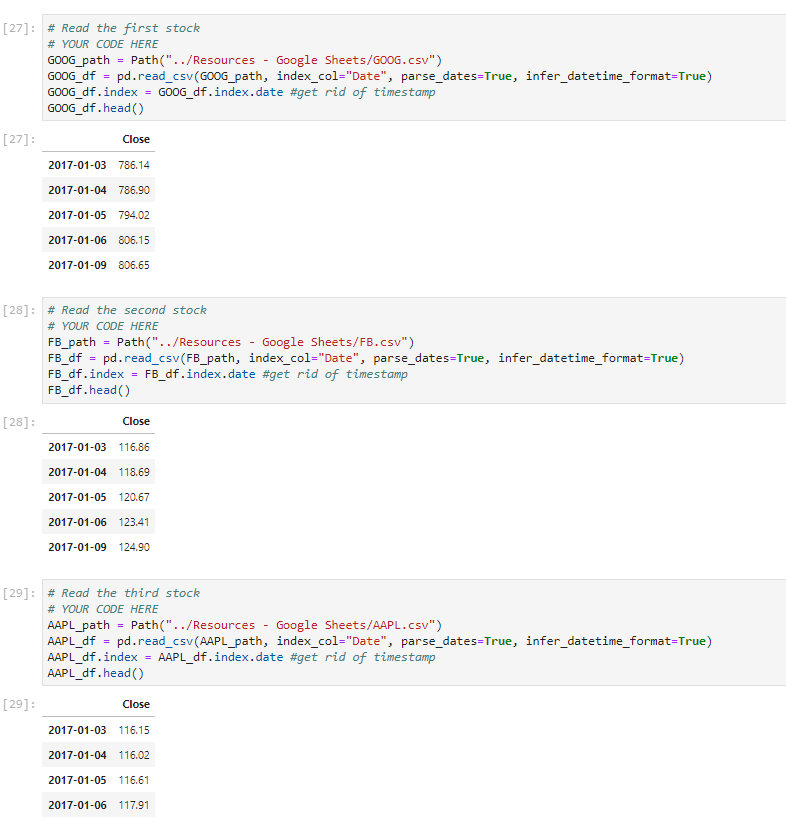 [27]: # Read the first stock
# YOUR CODE HERE
GOOG_path = Path("../Resources - Google Sheets/GOOG.csv")
GOOG_df = pd.read_csv(GOOG_path, index_col="Date", parse_dates=True, infer_datetime_format=True)
GOOG_df.index = GOOG_df.index.date #get rid of timestamp
GOOG_df.head()
[27]: Close
2017-01-03 786.14
2017-01-04 786.90
2017-01-05 794.02
2017-01-06 806.15
2017-01-09 806.65
[28]: # Read the second stock
# YOUR CODE HERE
FB_path = Path("../Resources - Google Sheets/FB.csv")
FB_df = pd.read_csv(FB_path, index_col="Date", parse_dates=True, infer_datetime_format=True)
FB_df.index = FB_df.index.date #get rid of timestamp
FB_df.head()
[28]: Close
2017-01-03 116.86
2017-01-04 118.69
2017-01-05 120.67
2017-01-06 123.41
2017-01-09 124.90
[29]: # Read the third stock
# YOUR CODE HERE
AAPL_path = Path("../Resources - Google Sheets/AAPL.csv")
AAPL_df = pd.read_csv(AAPL_path, index_col="Date", parse_dates=True, infer_datetime_format=True)
AAPL_df.index = AAPL_df.index.date #get rid of timestamp
AAPL_df.head()
[29]: Close
2017-01-03 116.15
2017-01-04 116.02
2017-01-05 116.61
2017-01-06 117.91